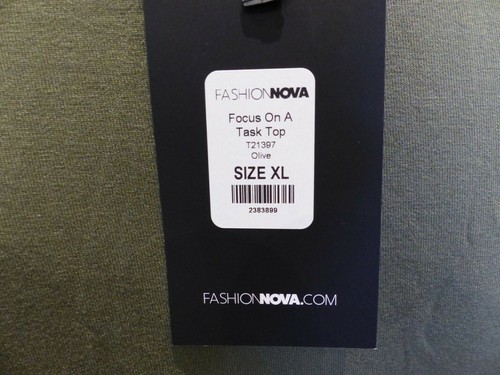 FASHIONNOVA
Focus On A
Task Top
T21397
Olive
SIZE XL
2383899
FASHIONNOVA.COM